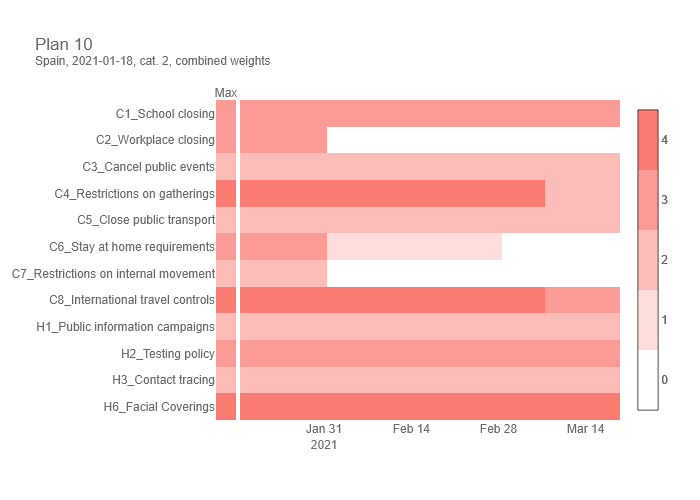 Plan 10
Spain, 2021-01-18, cat. 2, combined weights
Max
C1_School closing
C2_Workplace closing
C3_Cancel public events
C4_Restrictions on gatherings
C5_Close public transport
C6_Stay at home requirements
C7_Restrictions on internal movement
C8_International travel controls
H1_Public information campaigns
H2_Testing policy
H3_Contact tracing
H6_Facial Coverings
Jan 31 Feb 14 Feb 28 Mar 14
2021
4
3
2
1
0